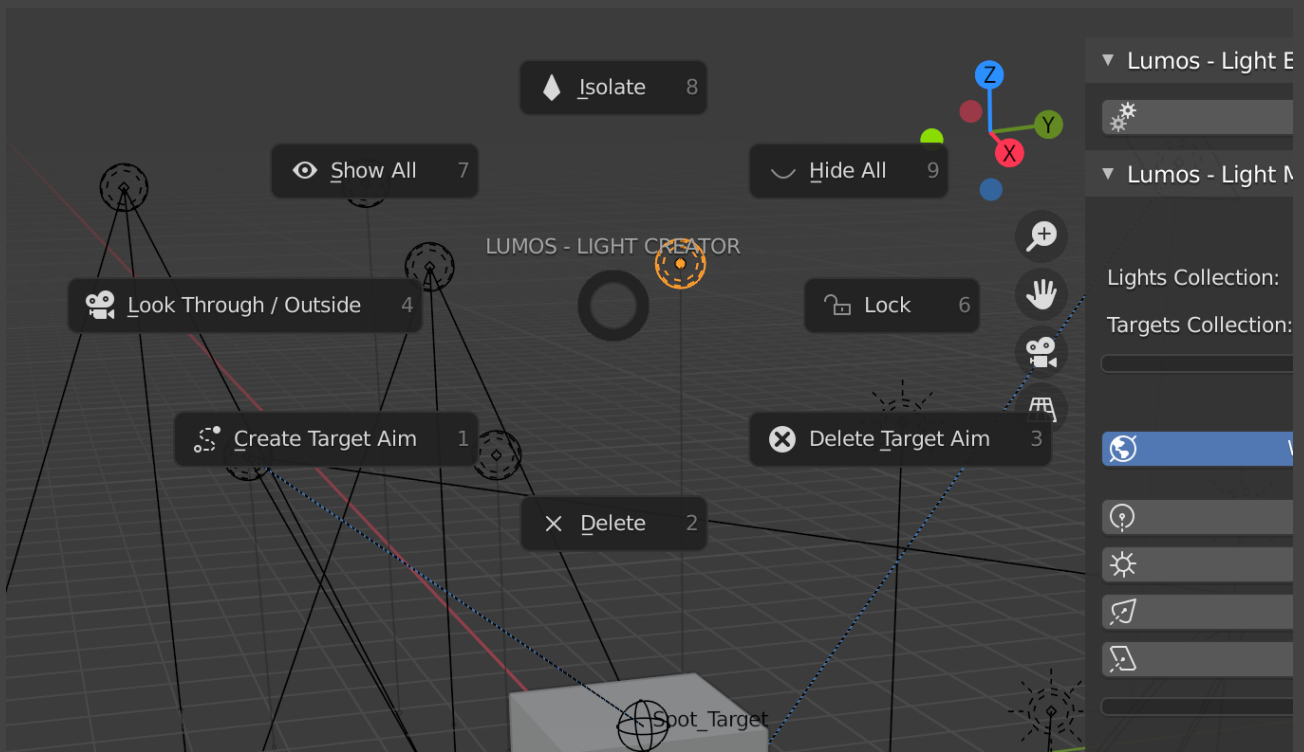 Isolate 8
Z
Y
X
Lumos - Light E
Show All 7
Hide All 9
Lumos - Light M
LUMOS - LIGHT CREATOR
Lights Collection:
Look Through / Outside 4
Lock 6
Targets Collection:
Create Target Aim 1
Delete Target Aim 3
Delete 2
Spot_Target